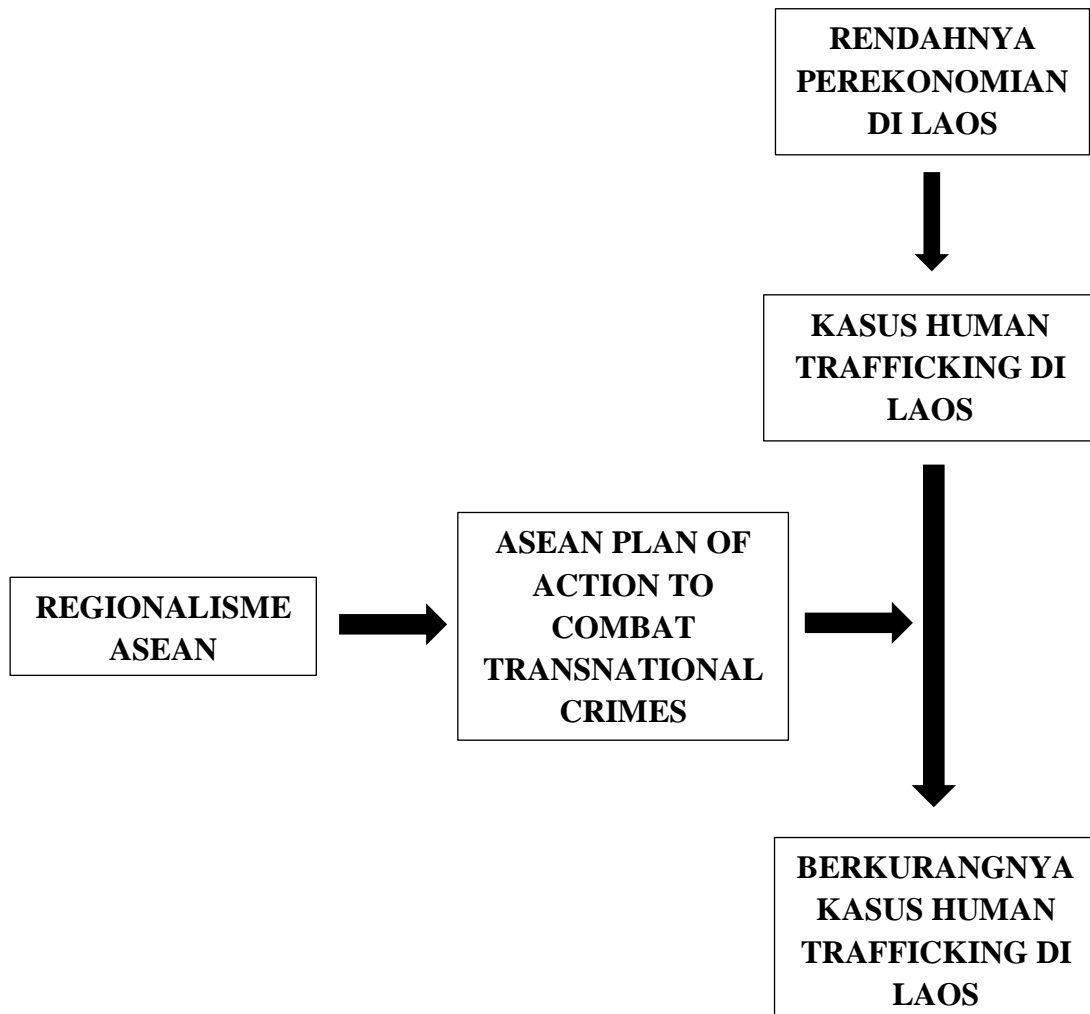 RENDAHNYA
PEREKONOMIAN
DI LAOS
KASUS HUMAN
TRAFFICKING DI
LAOS
REGIONALISME
ASEAN
ASEAN PLAN OF
ACTION TO
COMBAT
TRANSNATIONAL
CRIMES
BERKURANGNYA
KASUS HUMAN
TRAFFICKING DI
LAOS